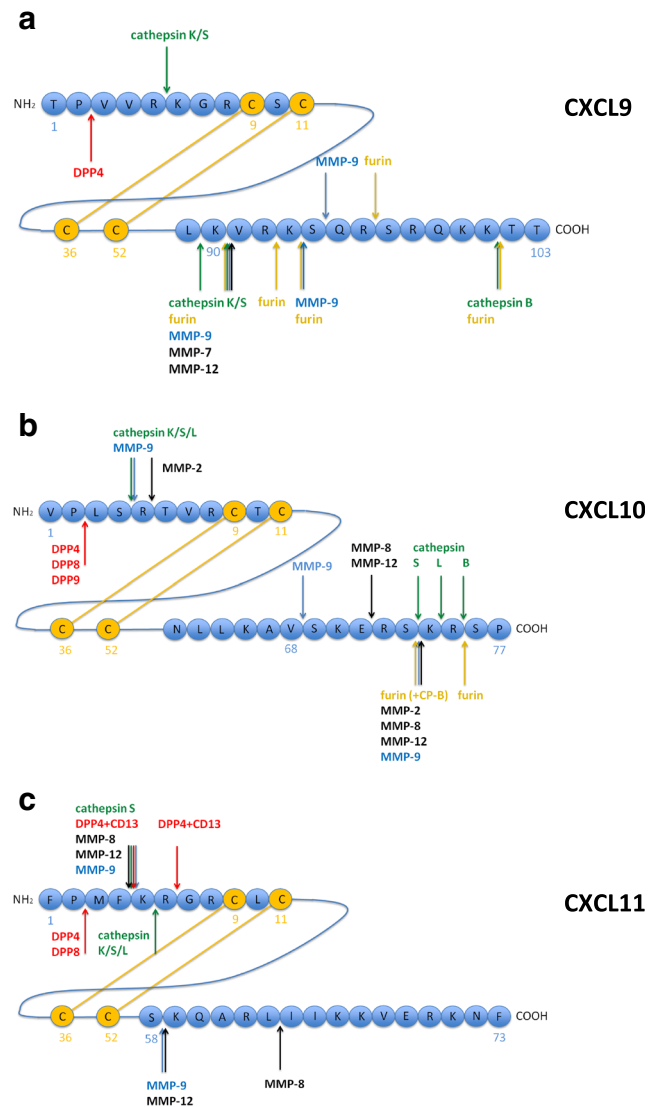 a
cathepsin K/S
NH2 T P V V R K G R C S C
CXCL9
1 9 11
DPP4
MMP-9 furin
C C L K V R K S Q R S R Q K K T T COOH
36 52 90 103
cathepsin K/S furin MMP-9 cathepsin B
furin furin furin
MMP-9
MMP-7
MMP-12
b
cathepsin K/S/L
MMP-9
MMP-2
NH2 V P L S R T V R C T C
CXCL10
1 9 11
DPP4
DPP8
DPP9
MMP-9
MMP-8
MMP-12
cathepsin
S L B
C C N L L K A V S K E R S K R S P COOH
36 52 68 77
furin (+CP-B) furin
MMP-2
MMP-8
MMP-12
MMP-9
c
cathepsin S
DPP4+CD13 DPP4+CD13
MMP-8
MMP-12
MMP-9
NH2 F P M F K R G R C L C
CXCL11
1 9 11
DPP4
DPP8
cathepsin
K/S/L
C C S K Q A R L I I K K V E R K N F COOH
36 52 58 73
MMP-9
MMP-12
MMP-8